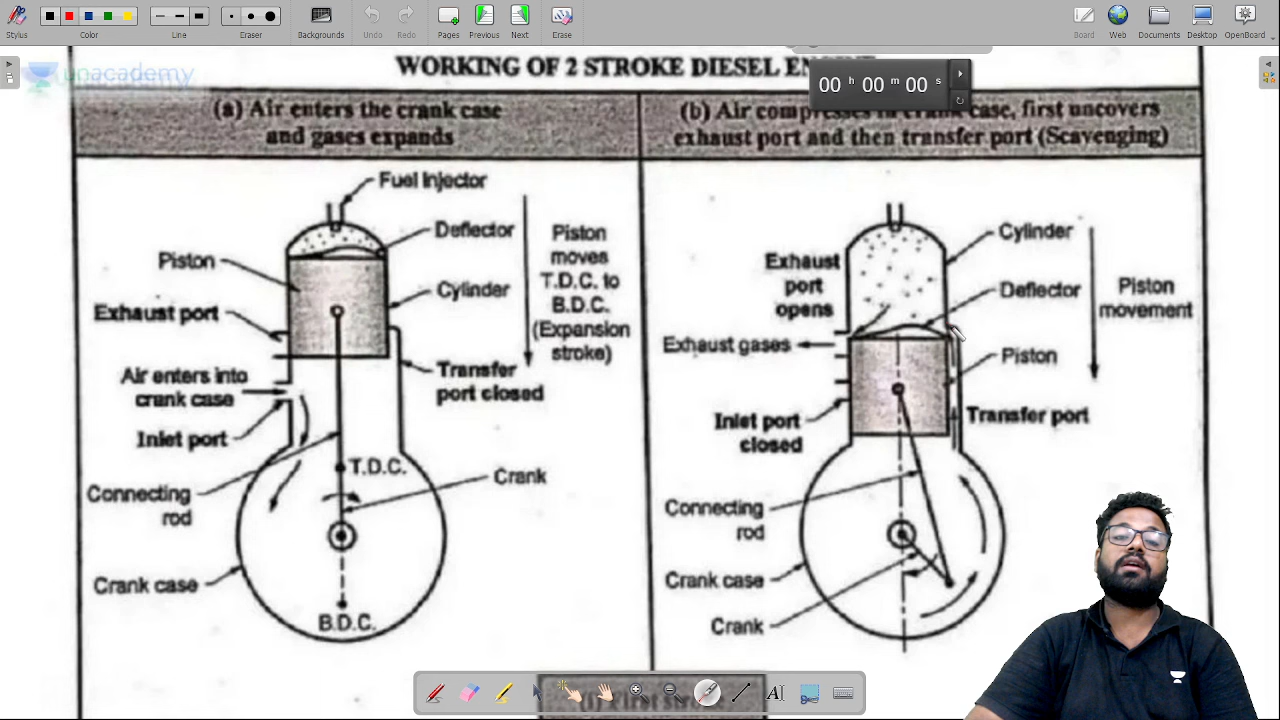 Stylus
Color
Line
Eraser
Backgrounds
Undo
Redo
Pages
Previous
Next
Erase
Board
Web
Documents
Desktop
OpenBoard
unacademy
WORKING OF 2 STROKE DIESEL
00 h 00 m 00 s
(a) Air enters the crank case
and gases expands
(b) Air case, first uncovers
exhaust port and then transfer port (Scavenging)
Fuel Injector
Deflector
Piston
Cylinder
Exhaust port
Air enters into
crank case
Inlet port
Piston
moves
T.D.C. to
B.D.C.
(Expansion
stroke)
Transfer
port closed
T.D.C.
Crank
Connecting
rod
Crank case
B.D.C.
Cylinder
Exhaust
port
opens
Deflector
Piston
movement
Exhaust gases
Piston
Inlet port
closed
Transfer port
Connecting
rod
Crank case
Crank